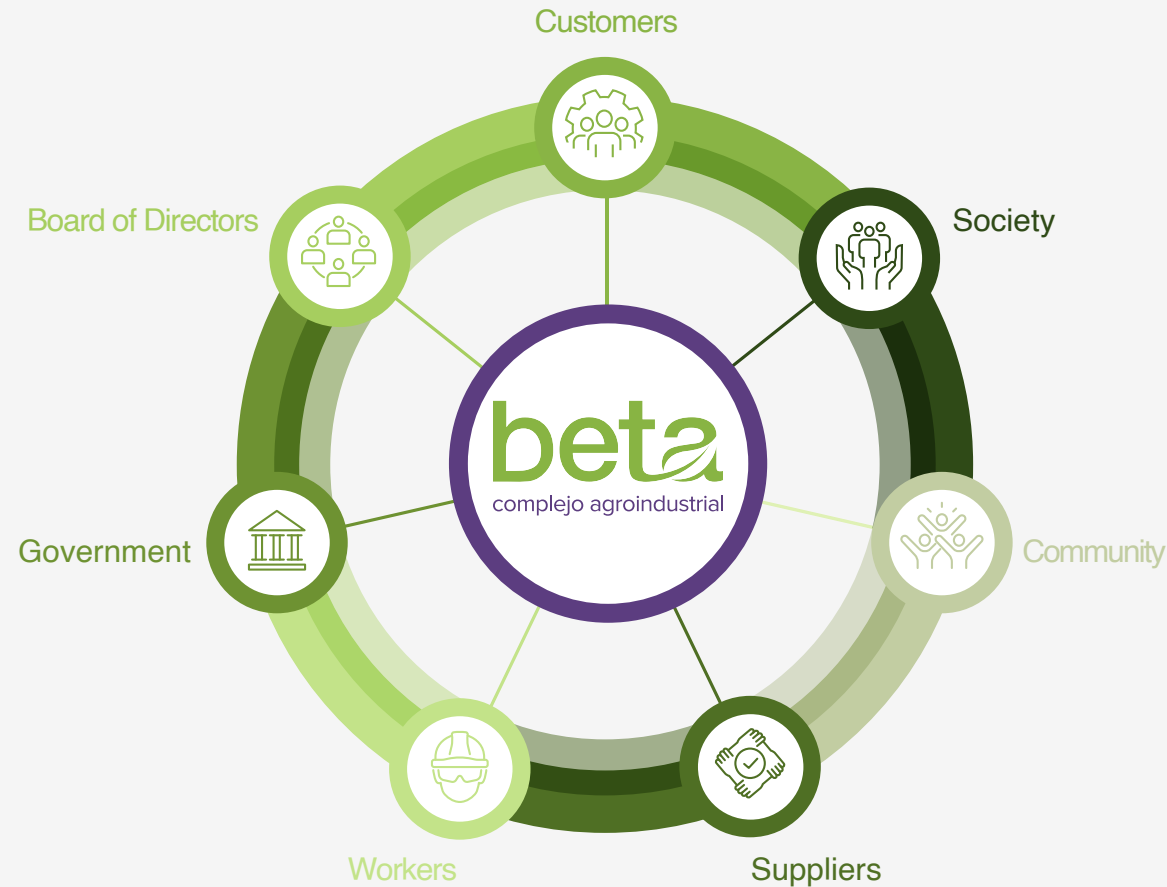 Customers
Board of Directors
Society
beta
complejo agroindustrial
Government
Community
Workers
Suppliers